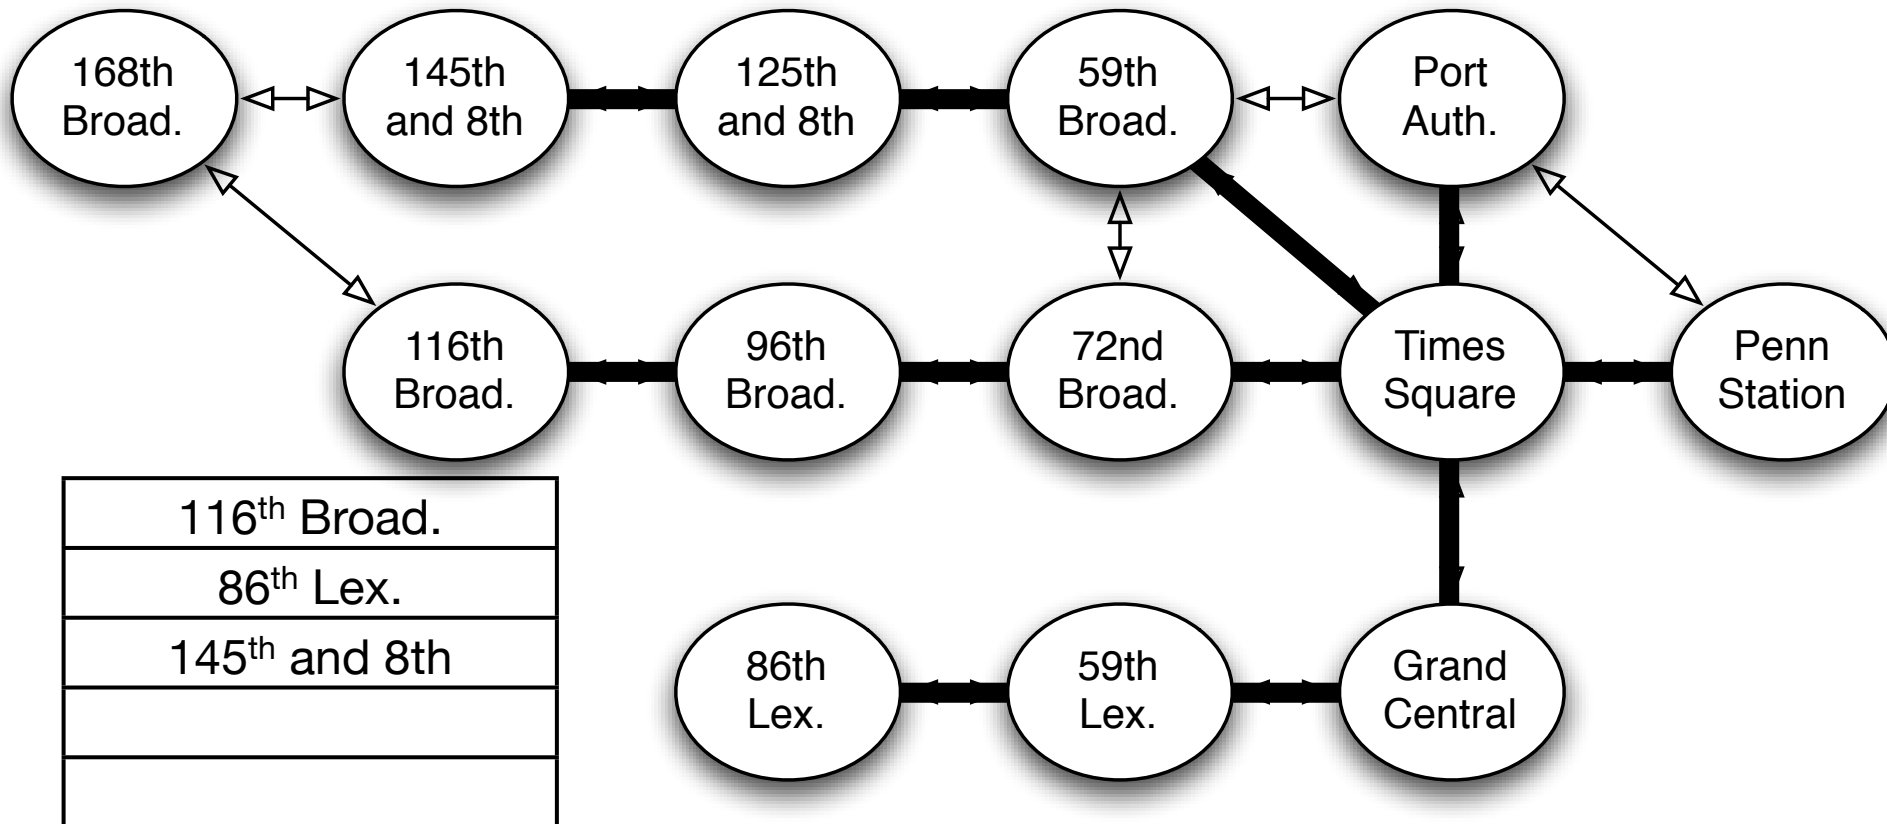 168th
Broad.
145th
and 8th
125th
and 8th
59th
Broad.
Port
Auth.
116th
Broad.
96th
Broad.
72nd
Broad.
Times
Square
Penn
Station
116th Broad.
86th Lex.
145th and 8th
86th
Lex.
59th
Lex.
Grand
Central